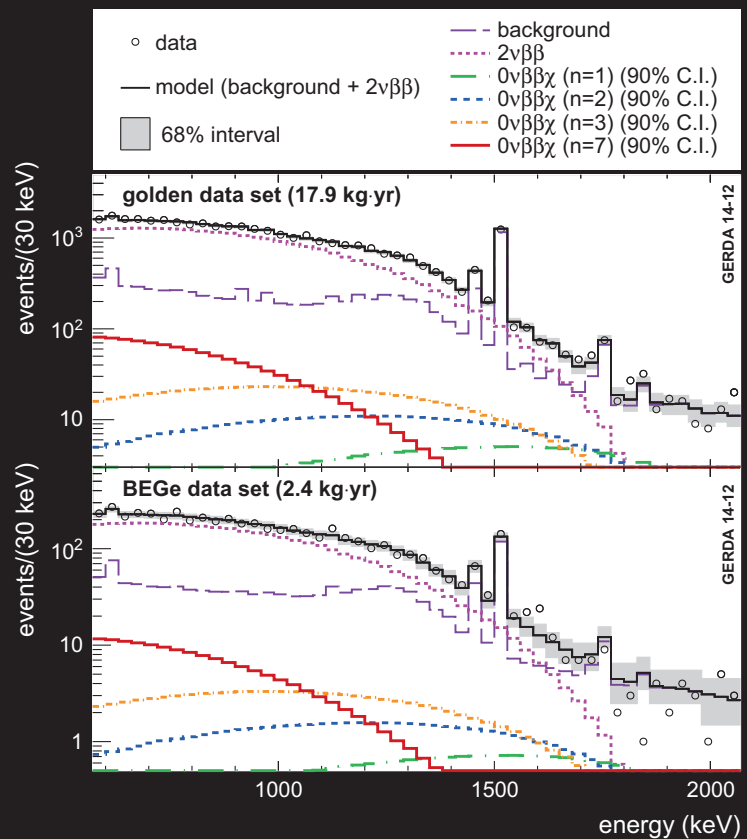 data
model (background + 2νββ)
68% interval
background
2νββ
0νββχ (n=1) (90% C.I.)
0νββχ (n=2) (90% C.I.)
0νββχ (n=3) (90% C.I.)
0νββχ (n=7) (90% C.I.)
golden data set (17.9 kg·yr)
events/(30 keV)
10³
10²
10
GERDA 14-12
BEGe data set (2.4 kg·yr)
events/(30 keV)
10²
10
1
GERDA 14-12
1000
1500
2000
energy (keV)